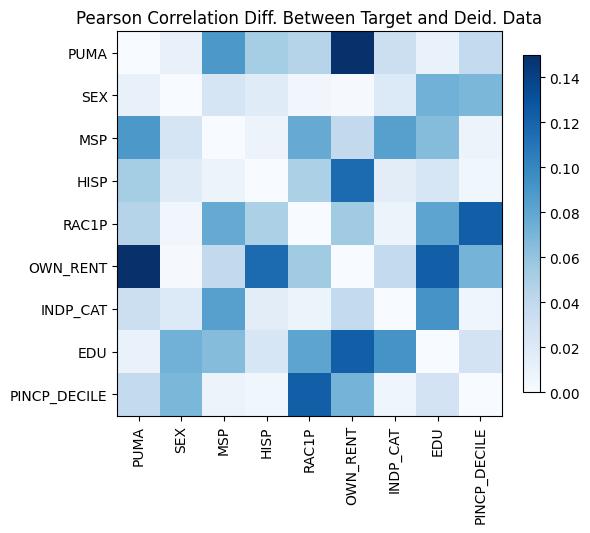 Pearson Correlation Diff. Between Target and Deid. Data
PUMA
SEX
MSP
HISP
RAC1P
OWN_RENT
INDP_CAT
EDU
PINCP_DECILE
PUMA
SEX
MSP
HISP
RAC1P
OWN_RENT
INDP_CAT
EDU
PINCP_DECILE
0.14
0.12
0.10
0.08
0.06
0.04
0.02
0.00